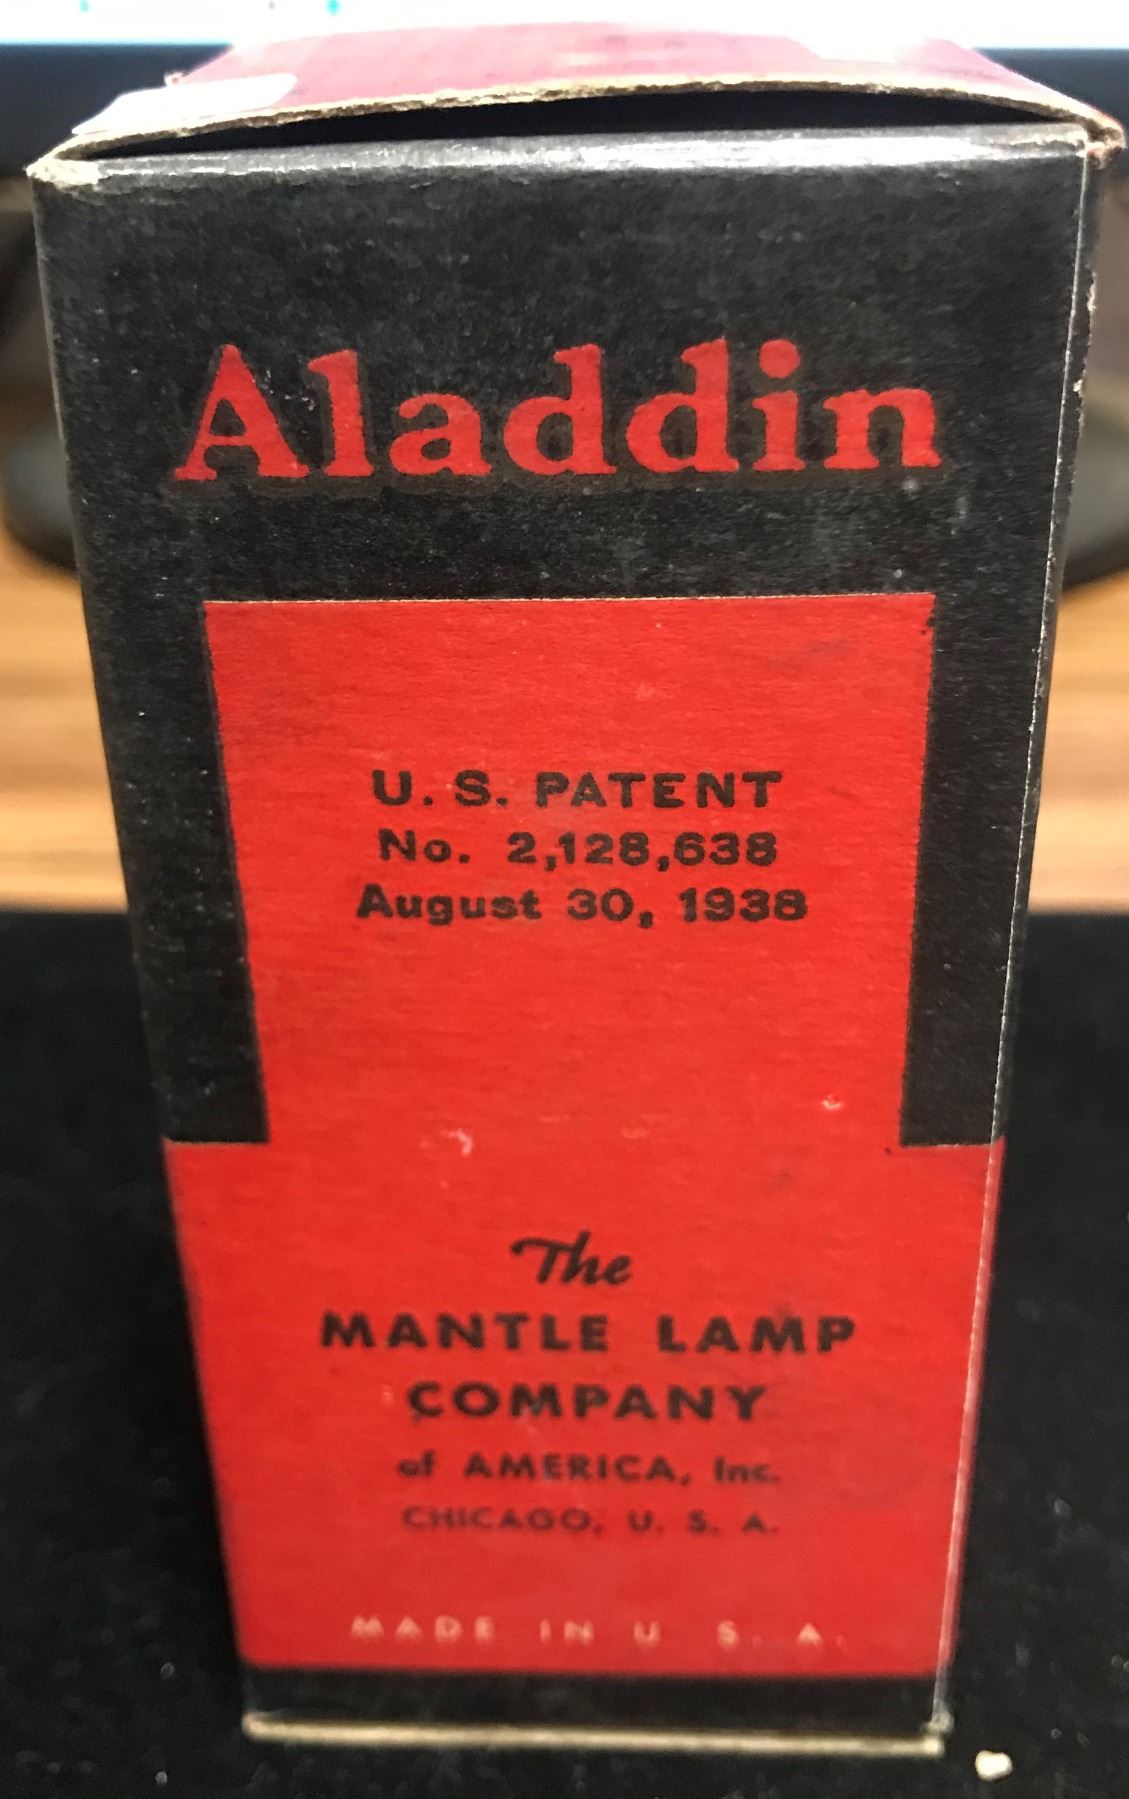 Aladdin
U. S. PATENT
No. 2,128,638
August 30, 1938
The
MANTLE LAMP
COMPANY
of AMERICA, Inc.
CHICAGO, U. S. A.
MADE IN U. S. A.